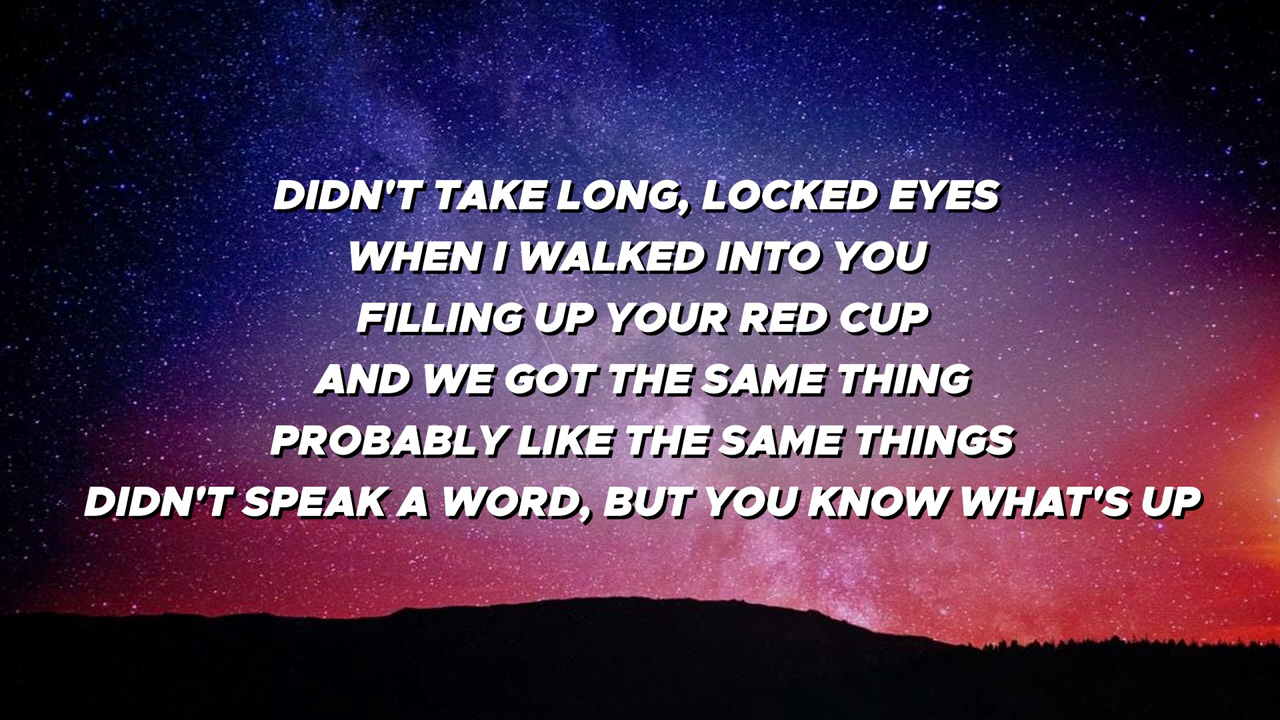 DIDN'T TAKE LONG, LOCKED EYES
WHEN I WALKED INTO YOU
FILLING UP YOUR RED CUP
AND WE GOT THE SAME THING
PROBABLY LIKE THE SAME THINGS
DIDN'T SPEAK A WORD, BUT YOU KNOW WHAT'S UP